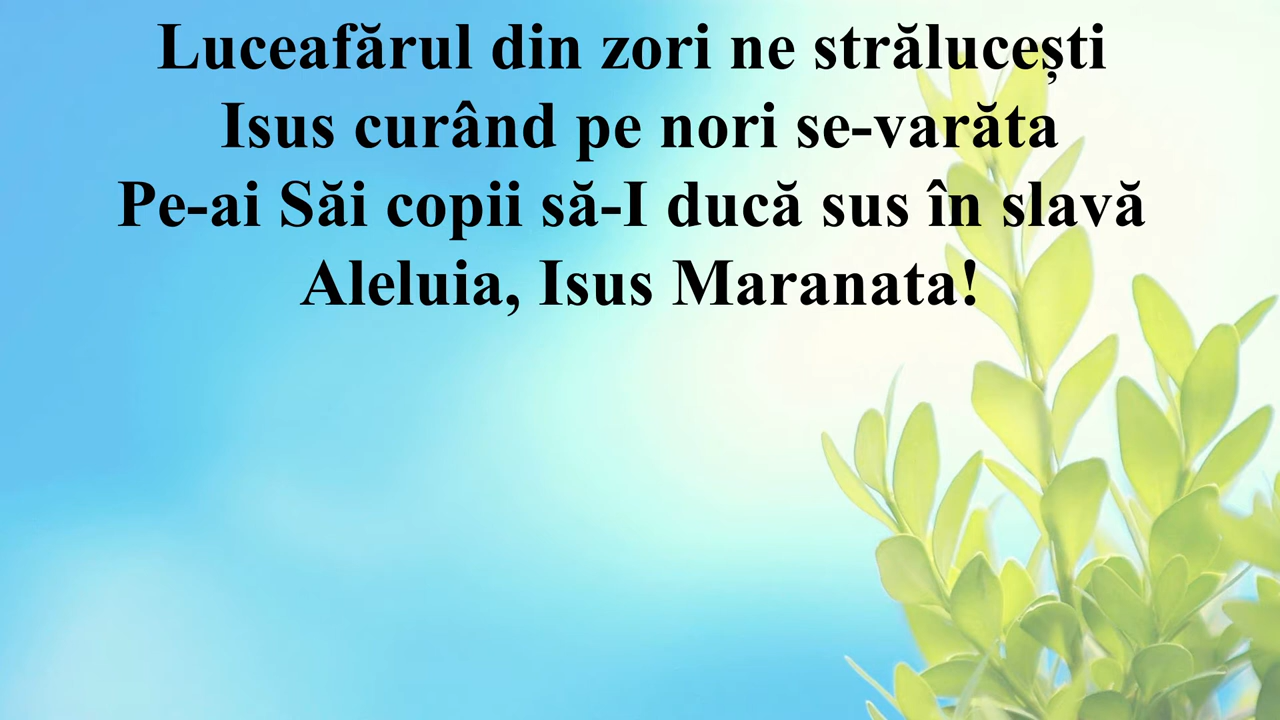 Luceafărul din zori ne strălucești
Isus curând pe nori se-varăta
Pe-ai Săi copii să-I ducă sus în slavă
Aleluia, Isus Maranata!